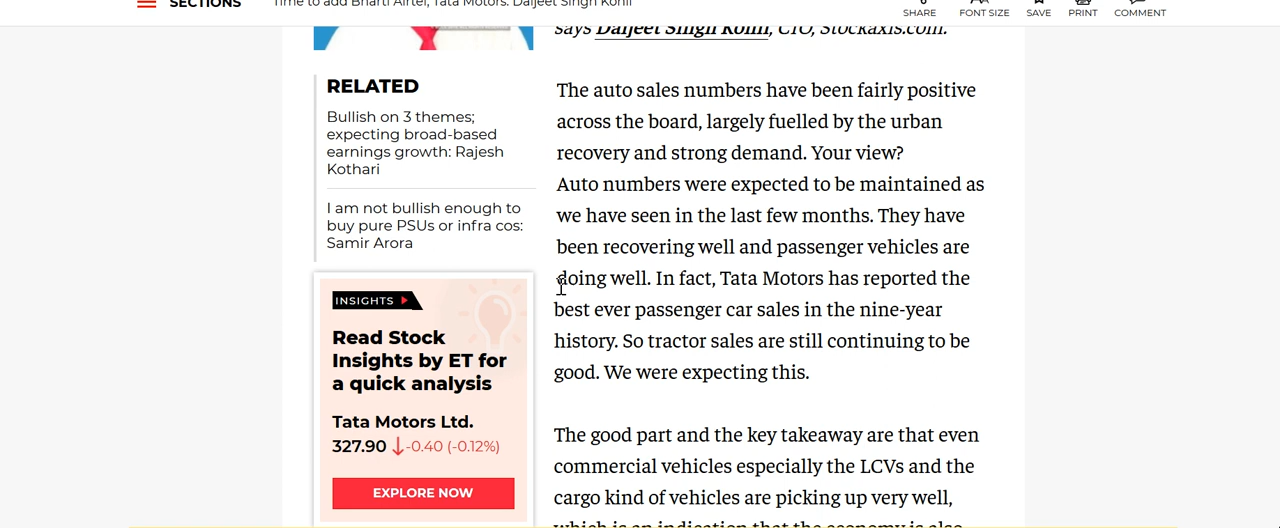 SECTIONS
Time to add Bharti Airtel, Tata Motors: Daljeet Singh Kohli
SHARE
FONT SIZE
SAVE
PRINT
COMMENT
says Daljeet Singh Kohli, CIO, Stockaxis.com.
RELATED
Bullish on 3 themes;
expecting broad-based
earnings growth: Rajesh
Kothari
I am not bullish enough to
buy pure PSUs or infra cos:
Samir Arora
INSIGHTS
Read Stock
Insights by ET for
a quick analysis
Tata Motors Ltd.
327.90 ↓-0.40 (-0.12%)
EXPLORE NOW
The auto sales numbers have been fairly positive
across the board, largely fuelled by the urban
recovery and strong demand. Your view?
Auto numbers were expected to be maintained as
we have seen in the last few months. They have
been recovering well and passenger vehicles are
doing well. In fact, Tata Motors has reported the
best ever passenger car sales in the nine-year
history. So tractor sales are still continuing to be
good. We were expecting this.
The good part and the key takeaway are that even
commercial vehicles especially the LCVs and the
cargo kind of vehicles are picking up very well,
which is an indication that the economy is also